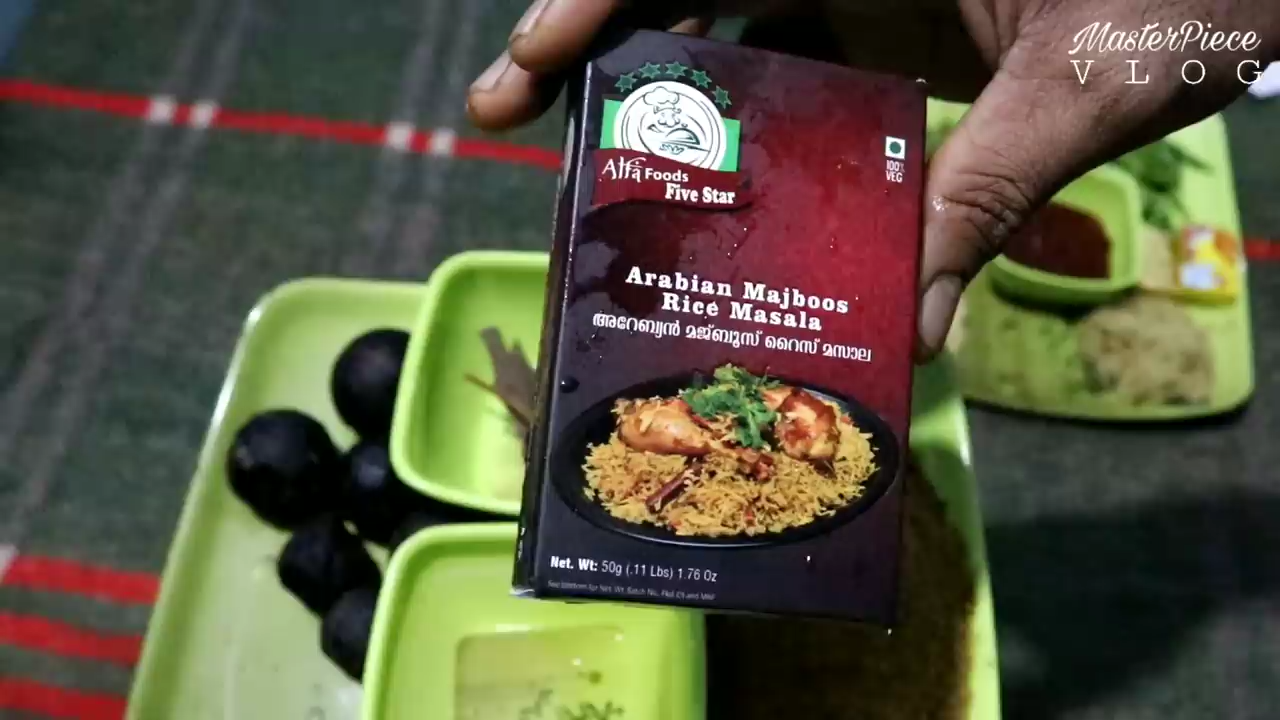 MasterPiece
VLOG
Alfa Foods
Five Star
100%
VEG
Arabian Majboos
Rice Masala
അറേബ്യൻ മജ്ബൂസ് റൈസ് മസാല
Net. Wt: 50g (.11 Lbs) 1.76 Oz